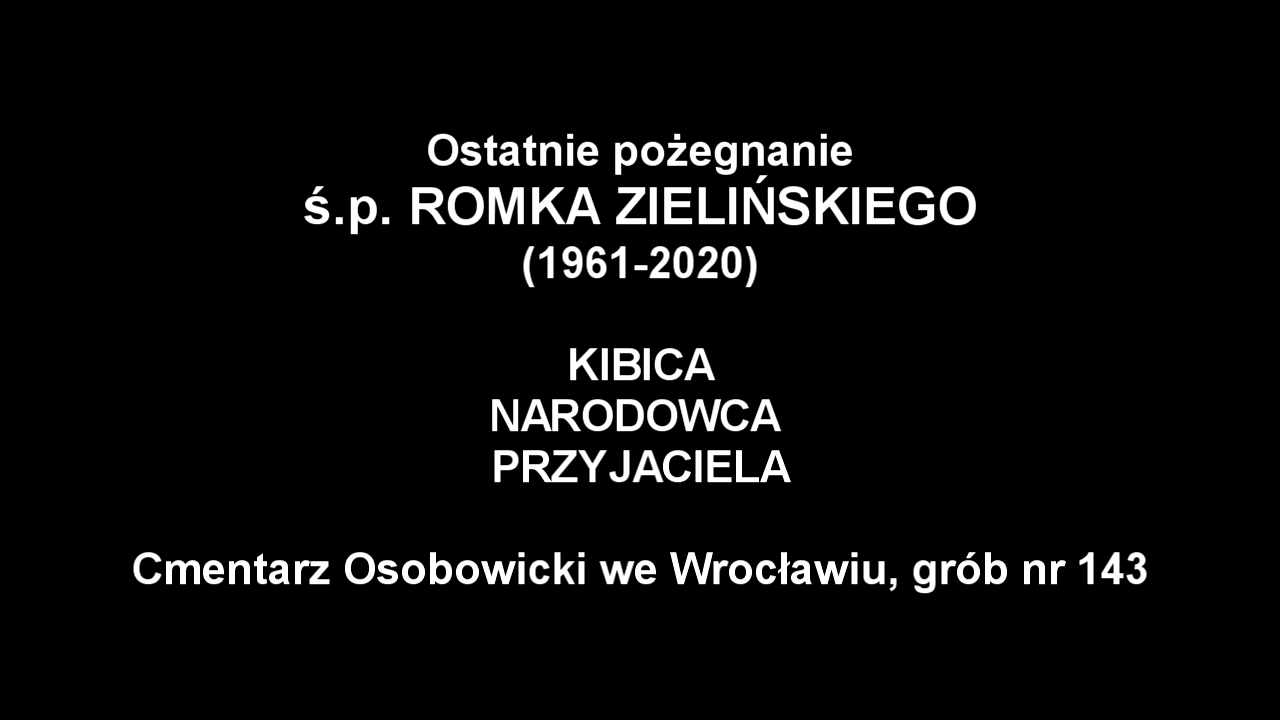 Ostatnie pożegnanie
ś.p. ROMKA ZIELIŃSKIEGO
(1961-2020)
KIBICA
NARODOWCA
PRZYJACIELA
Cmentarz Osobowicki we Wrocławiu, grób nr 143